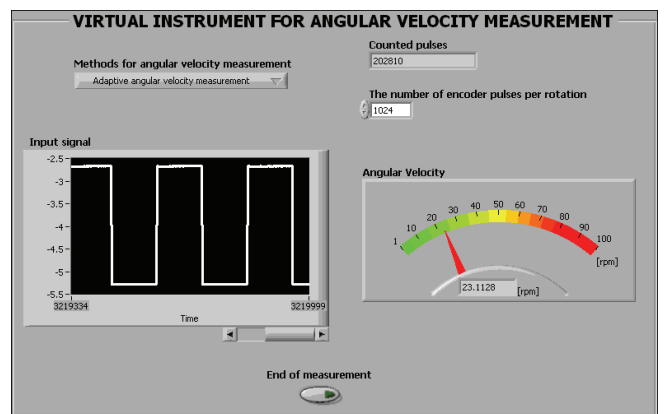 VIRTUAL INSTRUMENT FOR ANGULAR VELOCITY MEASUREMENT
Methods for angular velocity measurement
Adaptive angular velocity measurement
Counted pulses
202810
The number of encoder pulses per rotation
1024
Input signal
-2.5
-3
-3.5
-4
-4.5
-5
-5.5
3219334
3219999
Time
Angular Velocity
1
10
20
30
40
50
60
70
80
90
100
[rpm]
23.1128
[rpm]
End of measurement